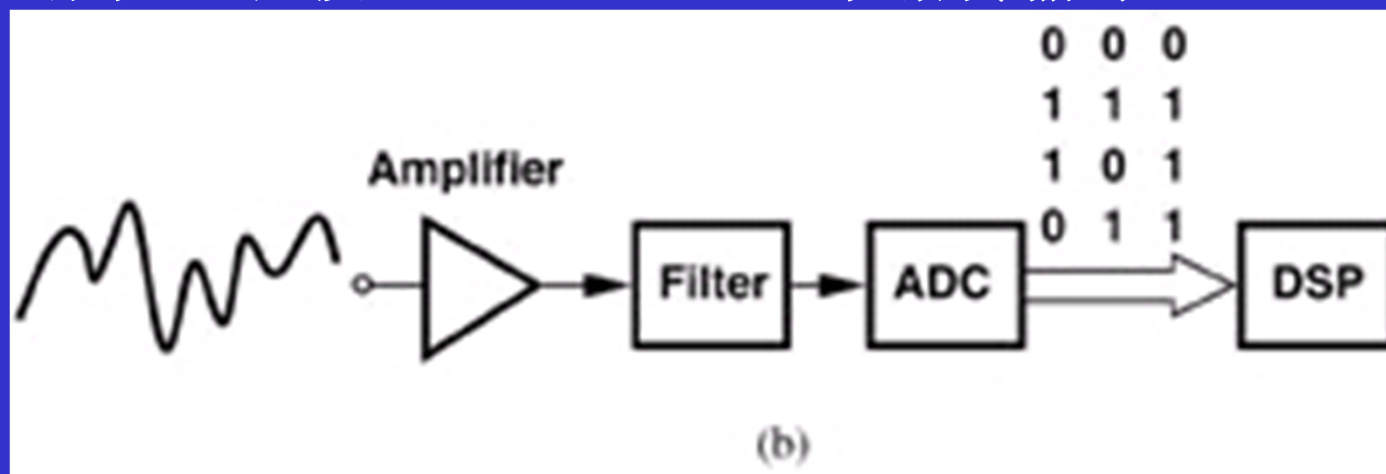 0 0 0
1 1 1
1 0 1
0 1 1
Amplifier
Filter
ADC
DSP
(b)